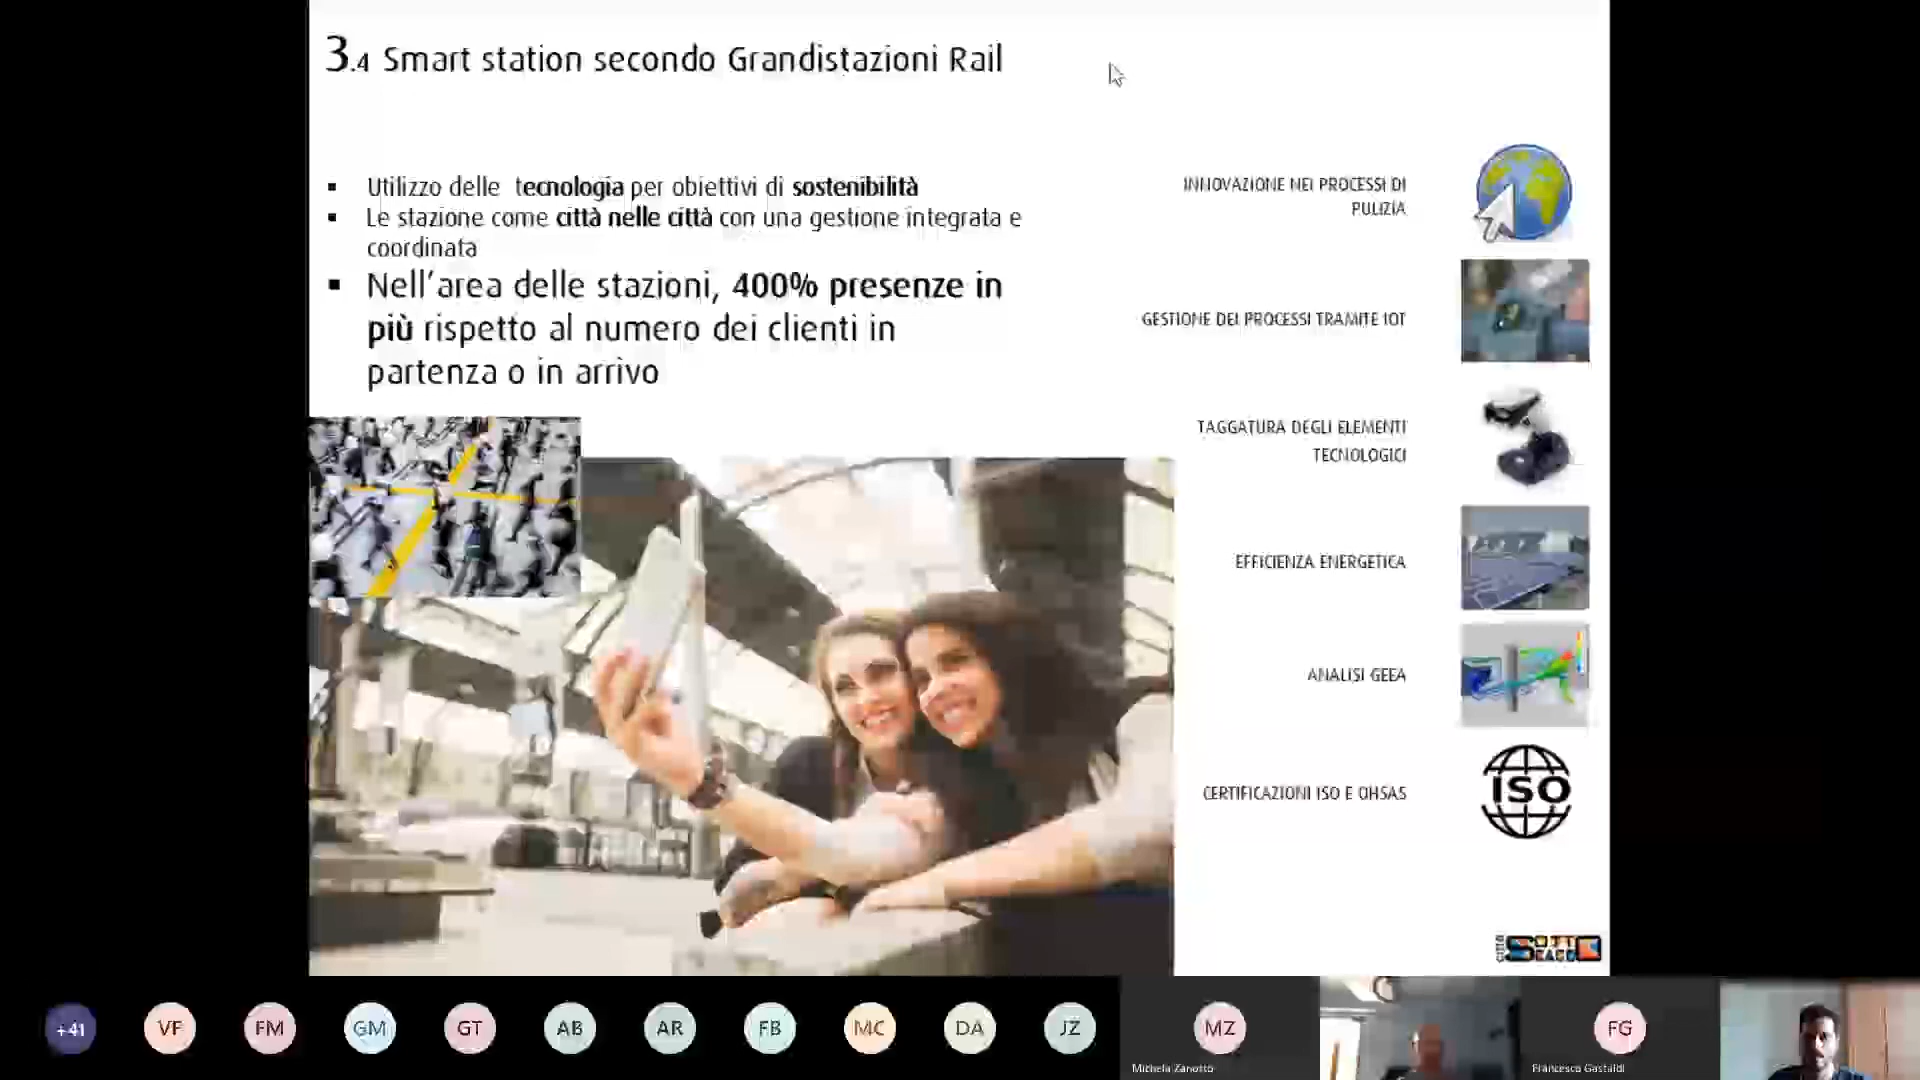 3.4 Smart station secondo Grandistazioni Rail
▪ Utilizzo delle tecnologia per obiettivi di sostenibilità
▪ Le stazione come città nelle città con una gestione integrata e
coordinata
▪ Nell'area delle stazioni, 400% presenze in
più rispetto al numero dei clienti in
partenza o in arrivo
INNOVAZIONE NEI PROCESSI DI
PULIZIA
GESTIONE DEI PROCESSI TRAMITE IOT
TAGGATURA DEGLI ELEMENTI
TECNOLOGICI
EFFICIENZA ENERGETICA
ANALISI GEEA
CERTIFICAZIONI ISO E OHSAS
ISO
+41
VF
FM
GM
GT
AB
AR
FB
MC
DA
JZ
MZ
FG
Michela Zanotto
Francesco Gastaldi